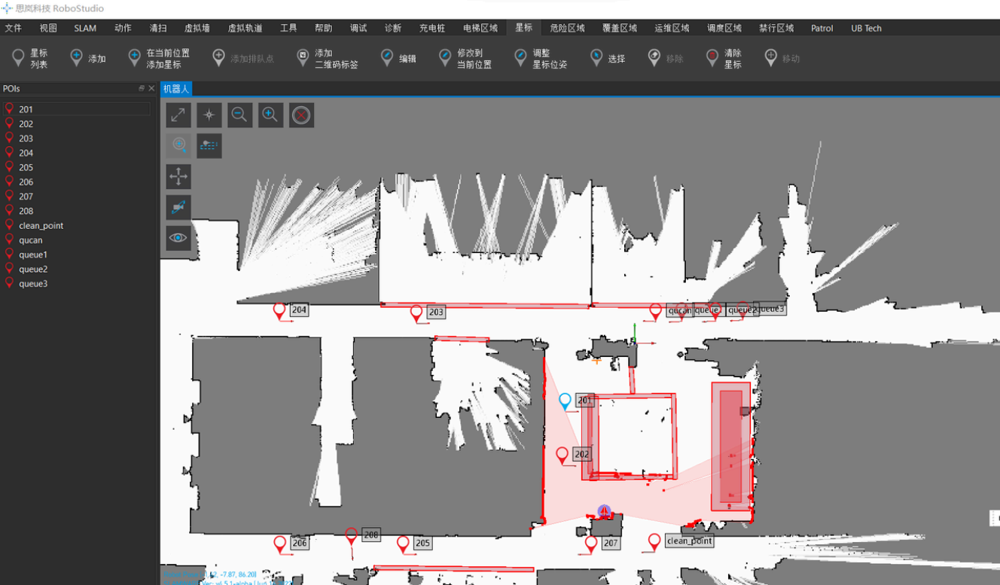 思岚科技 RoboStudio
文件 视图 SLAM 动作 清扫 虚拟墙 虚拟轨道 工具 帮助 调试 诊断 充电桩 电梯区域 星标 危险区域 覆盖区域 运维区域 调度区域 禁行区域 Patrol UB Tech
星标
列表
添加
在当前位置
添加星标
添加排队点
添加
二维码标签
编辑
修改到
当前位置
调整
星标位姿
选择
移除
清除
星标
移动
POIs
机器人
201
202
203
204
205
206
207
208
clean_point
qucan
queue1
queue2
queue3
204
203
qucan
queue
queue2
queue3
201
202
206
208
205
207
clean_point
-7.87, 86.20